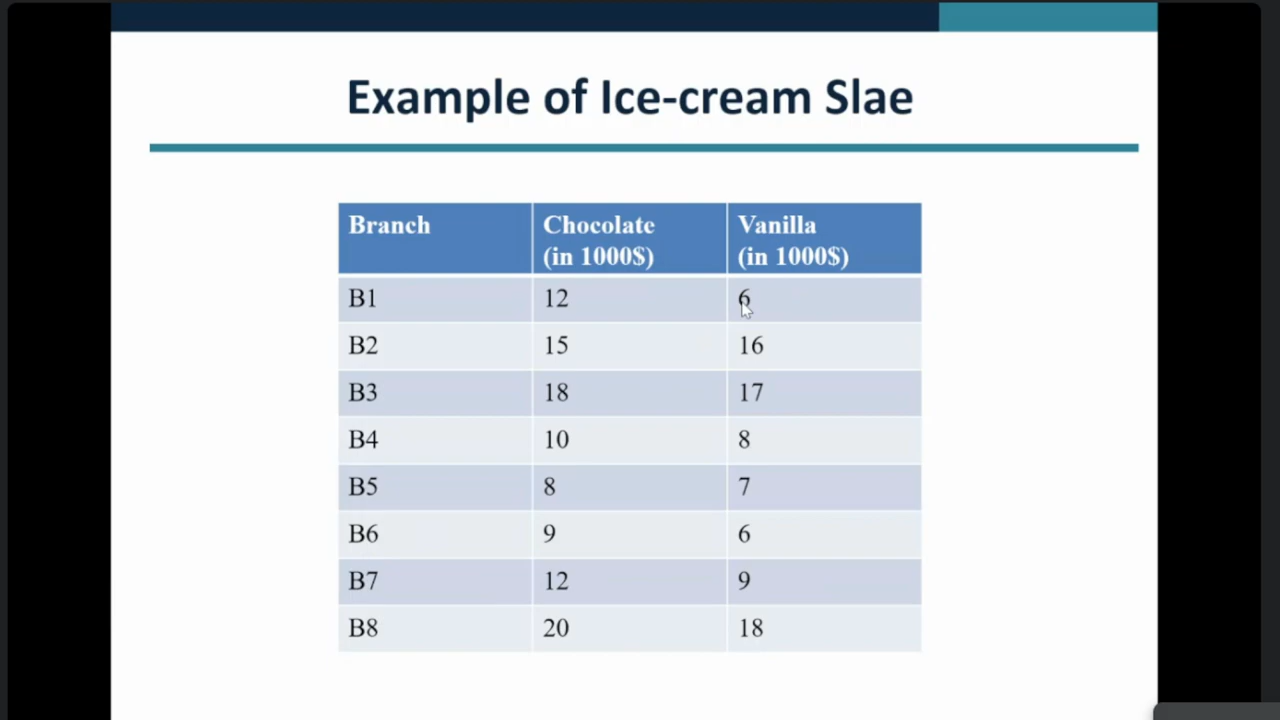 Example of Ice-cream Slae
Branch Chocolate (in 1000$) Vanilla (in 1000$)
B1 12 6
B2 15 16
B3 18 17
B4 10 8
B5 8 7
B6 9 6
B7 12 9
B8 20 18